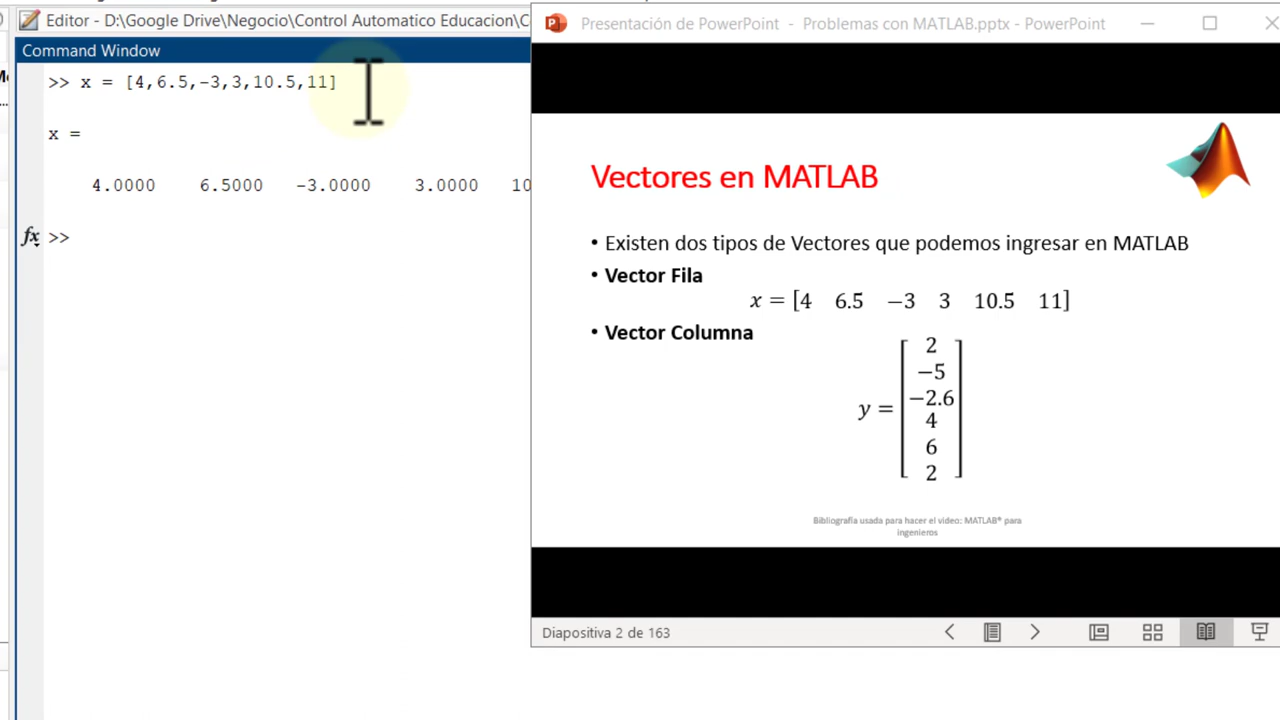 Editor - D:\Google Drive\Negocio\Control Automatico Educacion\C
Command Window
>> x = [4,6.5,-3,3,10.5,11]
x =
4.0000 6.5000 -3.0000 3.0000 10
fx >>
Presentación de PowerPoint - Problemas con MATLAB.pptx - PowerPoint
Vectores en MATLAB
• Existen dos tipos de Vectores que podemos ingresar en MATLAB
• Vector Fila
x = [4 6.5 −3 3 10.5 11]
• Vector Columna
y =
2
−5
−2.6
4
6
2
Bibliografía usada para hacer el video: MATLAB® para
ingenieros
Diapositiva 2 de 163